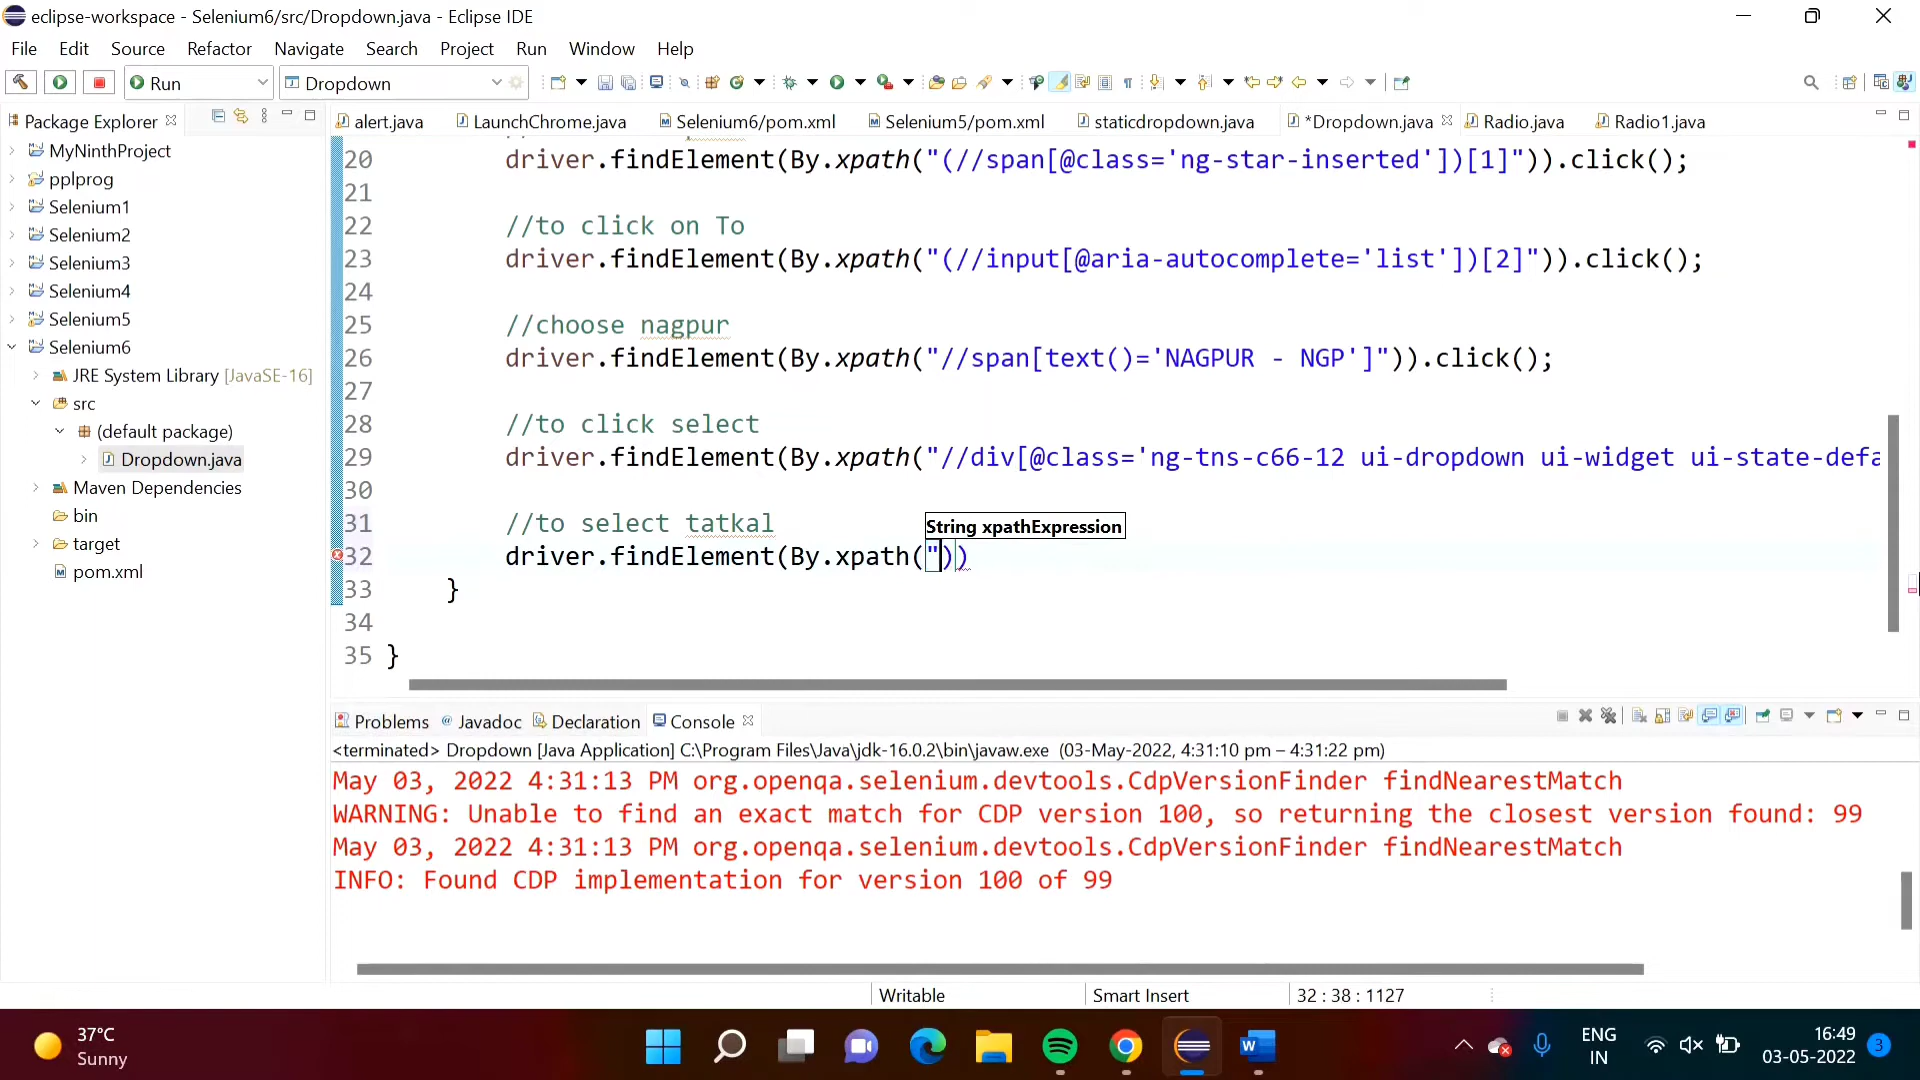 eclipse-workspace - Selenium6/src/Dropdown.java - Eclipse IDE
File Edit Source Refactor Navigate Search Project Run Window Help
Run Dropdown
Package Explorer
alert.java LaunchChrome.java Selenium6/pom.xml Selenium5/pom.xml staticdropdown.java *Dropdown.java Radio.java Radio1.java
MyNinthProject
pplprog
Selenium1
Selenium2
Selenium3
Selenium4
Selenium5
Selenium6
JRE System Library [JavaSE-16]
src
(default package)
Dropdown.java
Maven Dependencies
bin
target
pom.xml
20 driver.findElement(By.xpath("(//span[@class='ng-star-inserted'])[1]")).click();
21
22 //to click on To
23 driver.findElement(By.xpath("(//input[@aria-autocomplete='list'])[2]")).click();
24
25 //choose nagpur
26 driver.findElement(By.xpath("//span[text()='NAGPUR - NGP']")).click();
27
28 //to click select
29 driver.findElement(By.xpath("//div[@class='ng-tns-c66-12 ui-dropdown ui-widget ui-state-defa
30
31 //to select tatkal
String xpathExpression
32 driver.findElement(By.xpath("))
33 }
34
35 }
Problems Javadoc Declaration Console
<terminated> Dropdown [Java Application] C:\Program Files\Java\jdk-16.0.2\bin\javaw.exe (03-May-2022, 4:31:10 pm – 4:31:22 pm)
May 03, 2022 4:31:13 PM org.openqa.selenium.devtools.CdpVersionFinder findNearestMatch
WARNING: Unable to find an exact match for CDP version 100, so returning the closest version found: 99
May 03, 2022 4:31:13 PM org.openqa.selenium.devtools.CdpVersionFinder findNearestMatch
INFO: Found CDP implementation for version 100 of 99
Writable Smart Insert 32 : 38 : 1127
37°C
Sunny
ENG
IN
16:49
03-05-2022
3